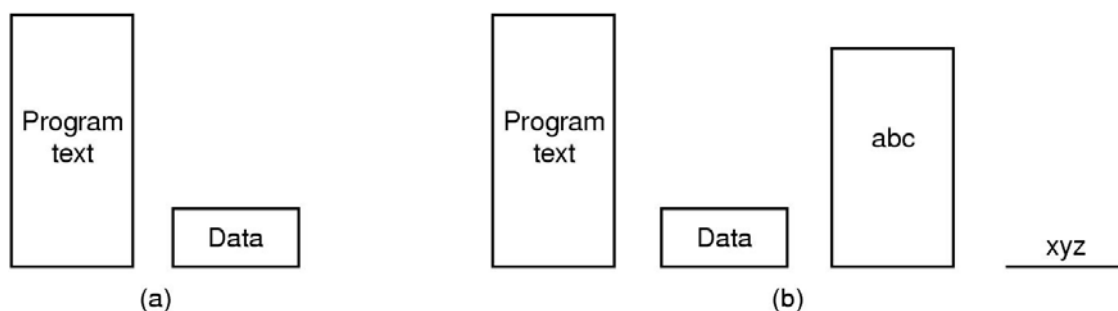 Program
text
Data
(a)
Program
text
Data
abc
xyz
(b)